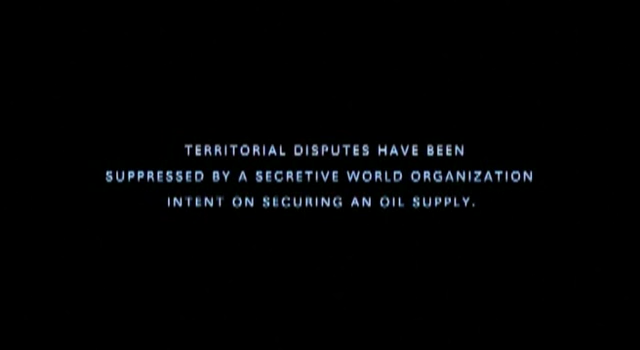 TERRITORIAL DISPUTES HAVE BEEN
SUPPRESSED BY A SECRETIVE WORLD ORGANIZATION
INTENT ON SECURING AN OIL SUPPLY.